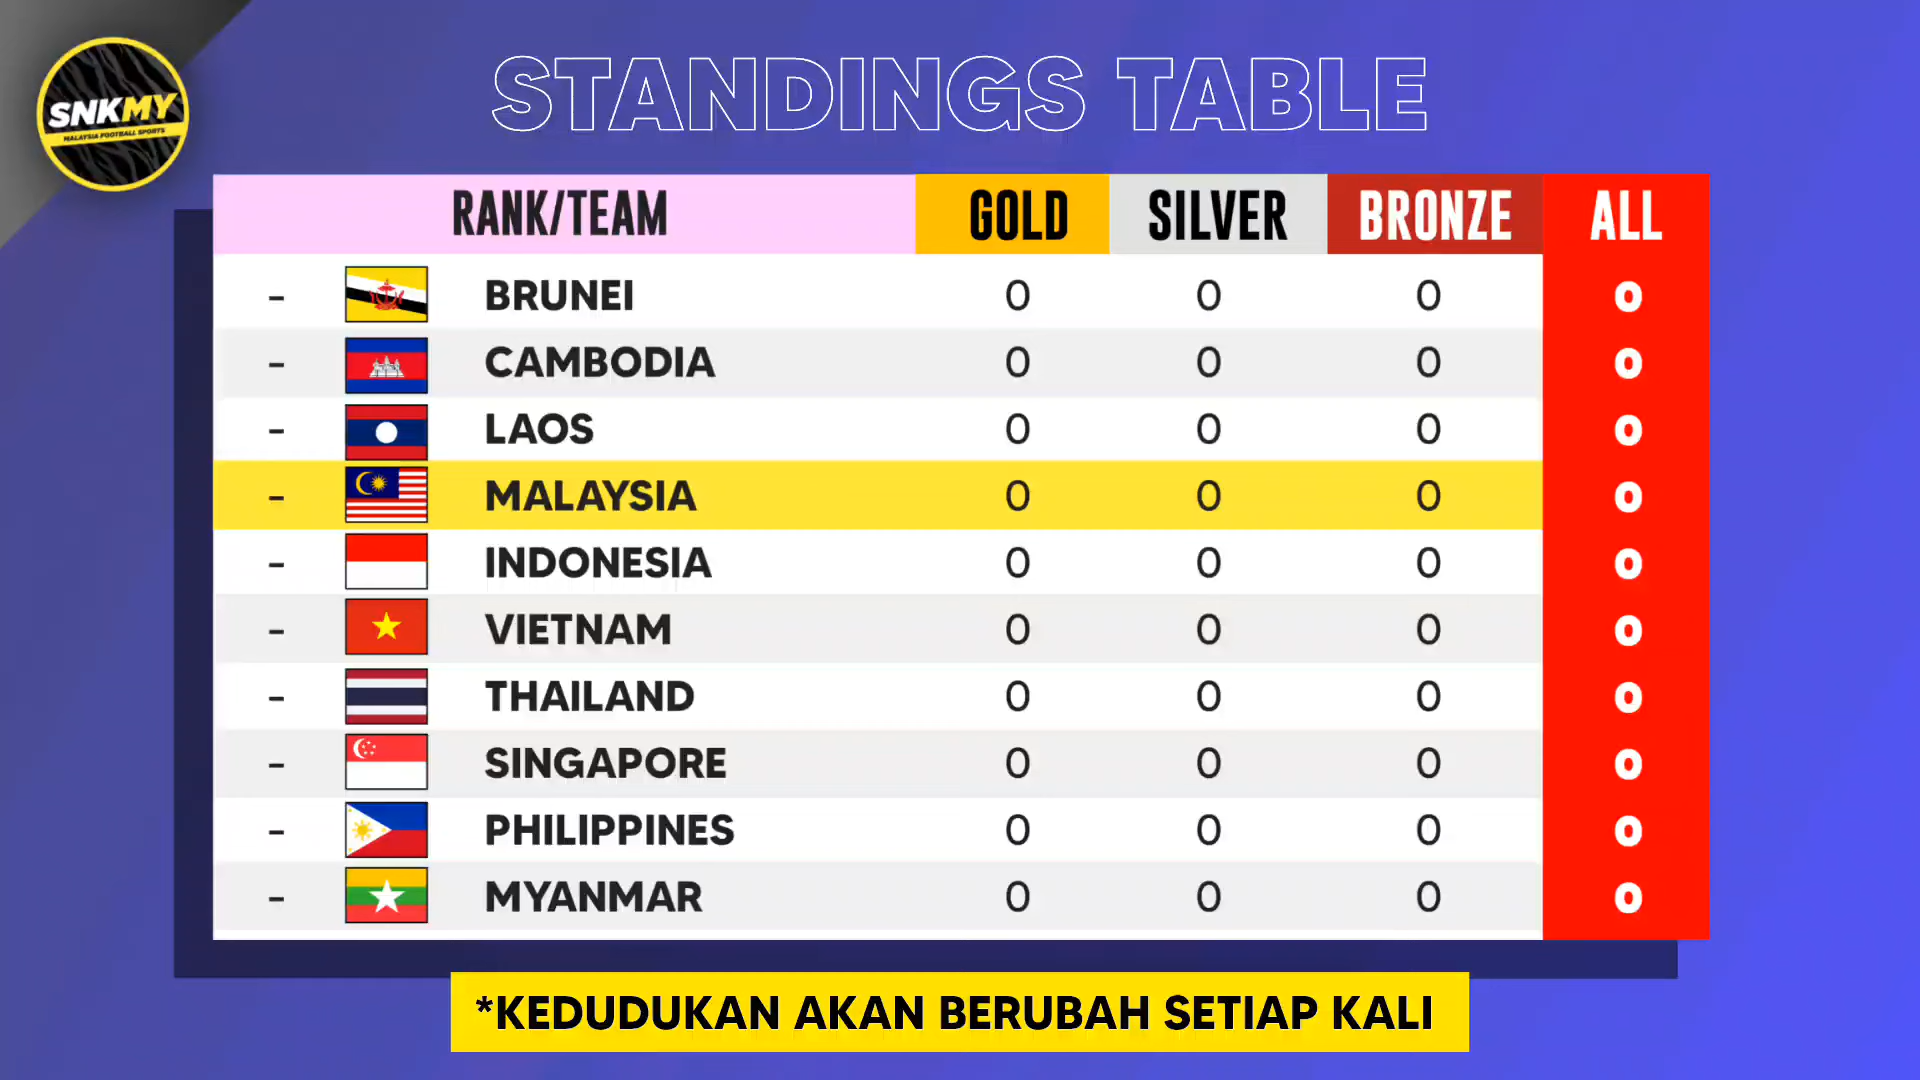 SNKMY
MALAYSIA FOOTBALL SPORTS
STANDINGS TABLE
RANK/TEAM GOLD SILVER BRONZE ALL
- BRUNEI 0 0 0 0
- CAMBODIA 0 0 0 0
- LAOS 0 0 0 0
- MALAYSIA 0 0 0 0
- INDONESIA 0 0 0 0
- VIETNAM 0 0 0 0
- THAILAND 0 0 0 0
- SINGAPORE 0 0 0 0
- PHILIPPINES 0 0 0 0
- MYANMAR 0 0 0 0
*KEDUDUKAN AKAN BERUBAH SETIAP KALI